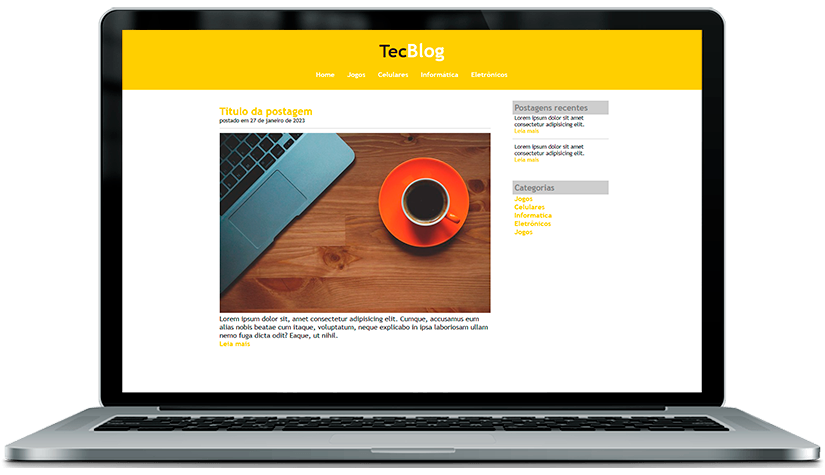 TecBlog
Home Jogos Celulares Informática Eletrônicos
Título da postagem
postado em 27 de janeiro de 2023
Lorem ipsum dolor sit, amet consectetur adipisicing elit. Cumque, accusamus eum
alias nobis beatae cum itaque, voluptatum, neque explicabo in ipsa laboriosam ullam
nemo fuga dicta odit? Eaque, ut nihil.
Leia mais
Postagens recentes
Lorem ipsum dolor sit amet
consectetur adipisicing elit.
Leia mais
Lorem ipsum dolor sit amet
consectetur adipisicing elit.
Leia mais
Categorias
Jogos
Celulares
Informática
Eletrônicos
Jogos